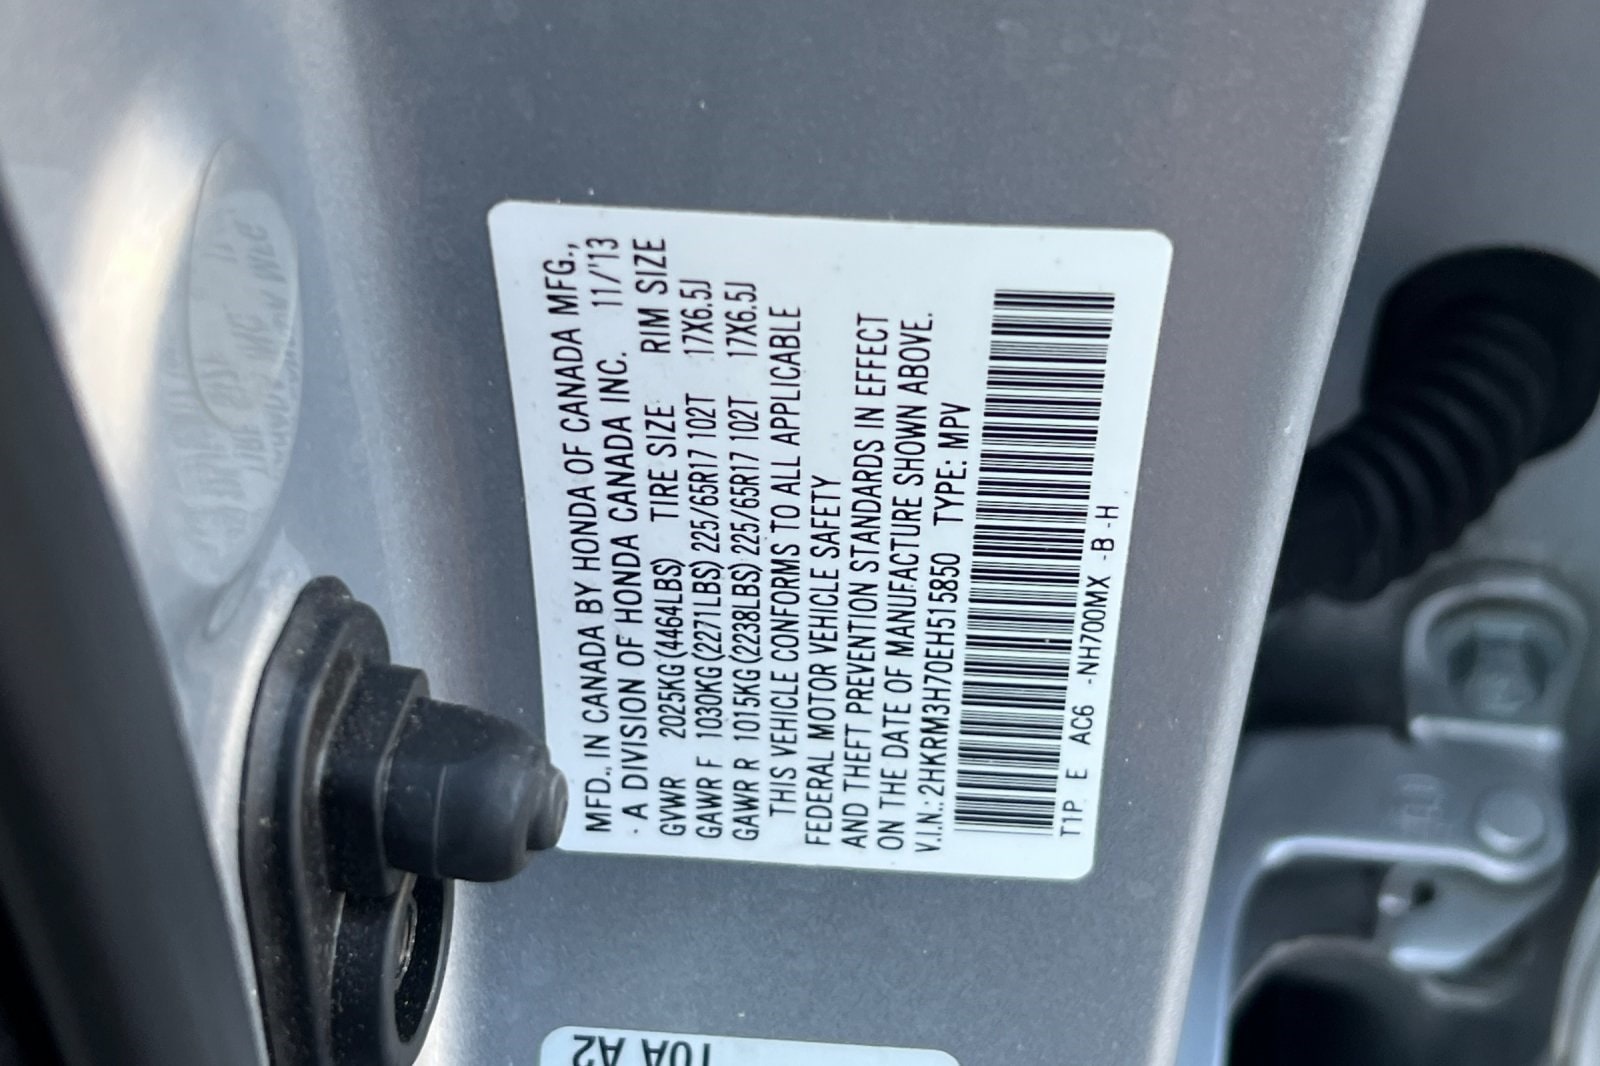 MFD. IN CANADA BY HONDA OF CANADA MFG.,
A DIVISION OF HONDA CANADA INC. 11/'13
GVWR 2025KG (4464LBS) TIRE SIZE RIM SIZE
GAWR F 1030KG (2271LBS) 225/65R17 102T 17X6.5J
GAWR R 1015KG (2238LBS) 225/65R17 102T 17X6.5J
THIS VEHICLE CONFORMS TO ALL APPLICABLE
FEDERAL MOTOR VEHICLE SAFETY
AND THEFT PREVENTION STANDARDS IN EFFECT
ON THE DATE OF MANUFACTURE SHOWN ABOVE.
V.I.N.: 2HKRM3H70EH515850 TYPE: MPV
T1P E AC6 -NH700MX -B -H
T0A A2